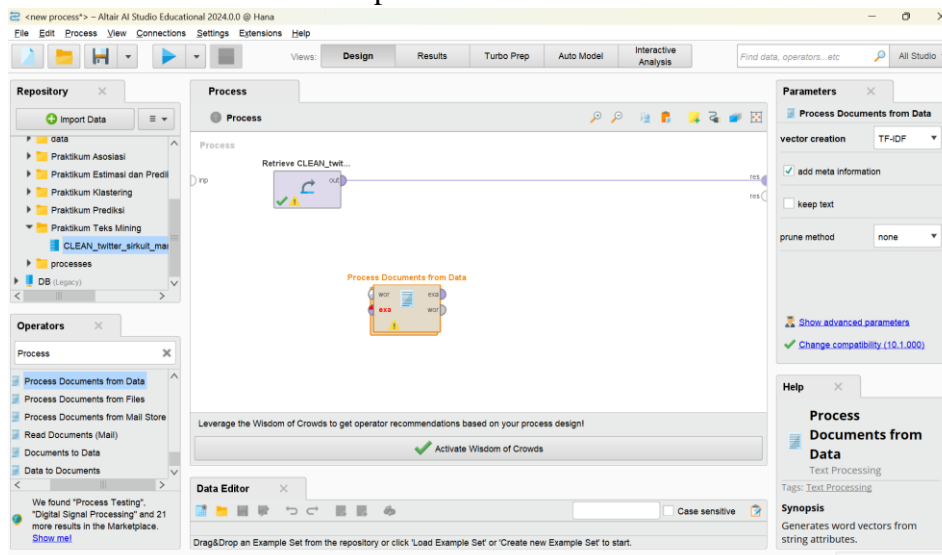 <new process*> – Altair AI Studio Educational 2024.0.0 @ Hana
File Edit Process View Connections Settings Extensions Help
Views: Design Results Turbo Prep Auto Model Interactive Analysis
Find data, operators...etc All Studio
Repository
Import Data
data
Praktikum Asosiasi
Praktikum Estimasi dan Predi
Praktikum Klastering
Praktikum Prediksi
Praktikum Teks Mining
CLEAN_twitter_sirkuit_ma
processes
DB (Legacy)
Operators
Process
Process Documents from Data
Process Documents from Files
Process Documents from Mail Store
Read Documents (Mail)
Documents to Data
Data to Documents
We found "Process Testing",
"Digital Signal Processing" and 21
more results in the Marketplace.
Show me!
Process
Process
Process
Retrieve CLEAN_twit...
inp
out
res
res
Process Documents from Data
wor exa
exa wor
Leverage the Wisdom of Crowds to get operator recommendations based on your process design!
Activate Wisdom of Crowds
Data Editor
Case sensitive
Drag&Drop an Example Set from the repository or click 'Load Example Set' or 'Create new Example Set' to start.
Parameters
Process Documents from Data
vector creation TF-IDF
add meta information
keep text
prune method none
Show advanced parameters
Change compatibility (10.1.000)
Help
Process
Documents from
Data
Text Processing
Tags: Text Processing
Synopsis
Generates word vectors from
string attributes.